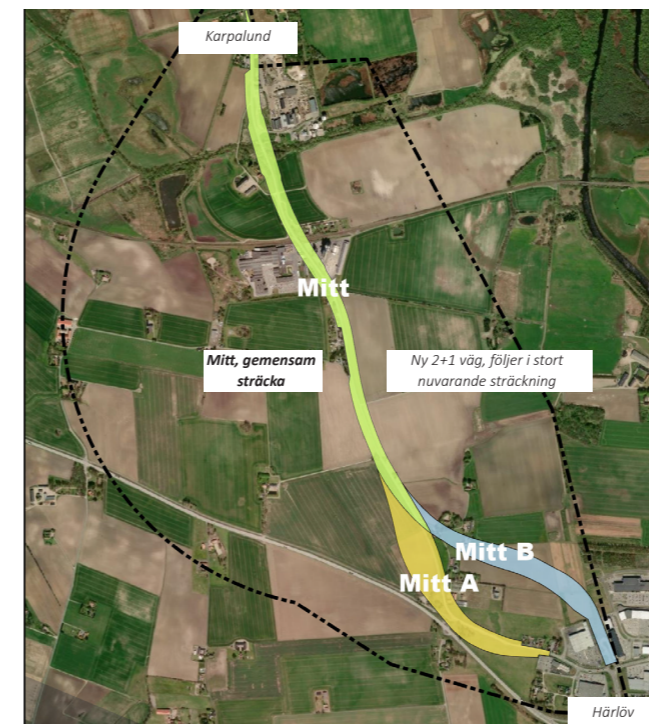 Karpalund
Mitt
Mitt, gemensam
sträcka
Ny 2+1 väg, följer i stort
nuvarande sträckning
Mitt B
Mitt A
Härlöv